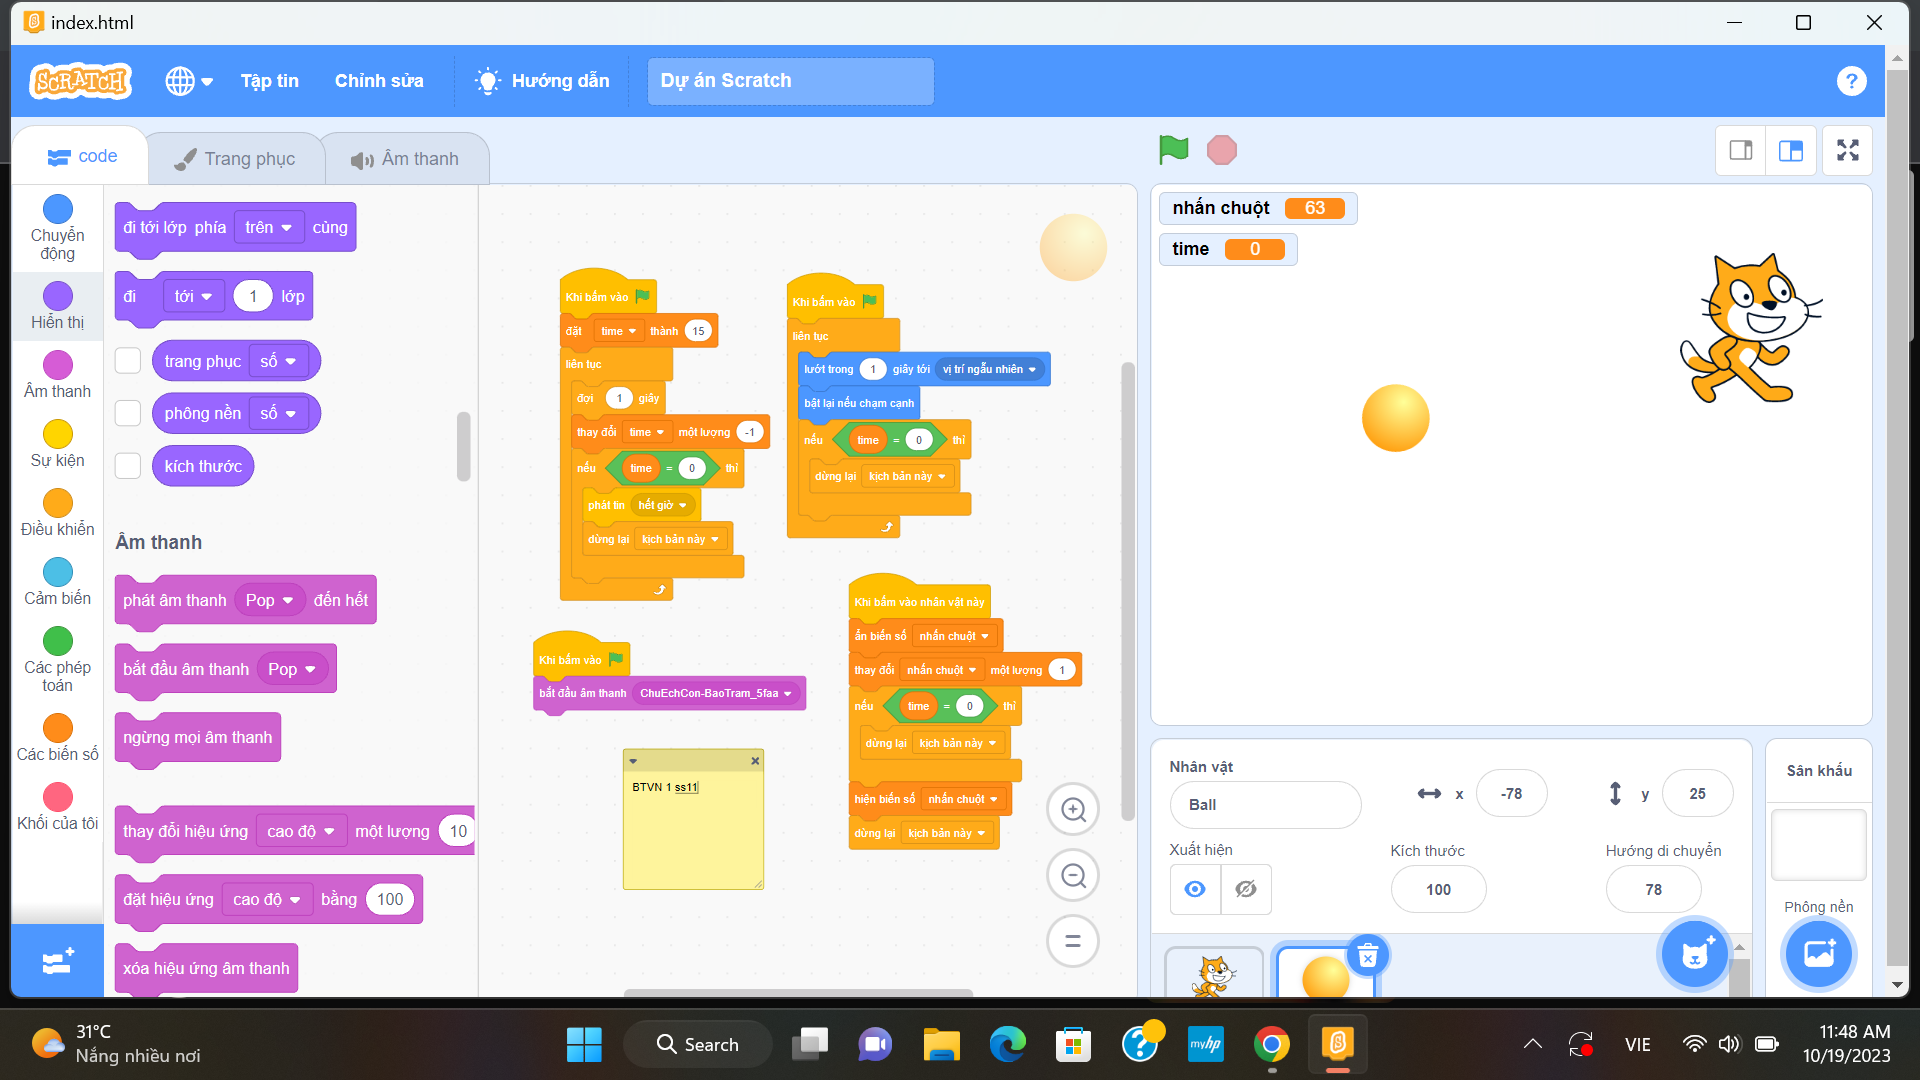 index.html
SCRATCH
Tập tin
Chỉnh sửa
Hướng dẫn
Dự án Scratch
?
code
Trang phục
Âm thanh
Chuyển động
Hiển thị
Âm thanh
Sự kiện
Điều khiển
Cảm biến
Các phép toán
Các biến số
Khối của tôi
đi tới lớp phía trên cùng
đi tới 1 lớp
trang phục số
phông nền số
kích thước
Âm thanh
phát âm thanh Pop đến hết
bắt đầu âm thanh Pop
ngừng mọi âm thanh
thay đổi hiệu ứng cao độ một lượng 10
đặt hiệu ứng cao độ bằng 100
xóa hiệu ứng âm thanh
Khi bấm vào
đặt time thành 15
liên tục
đợi 1 giây
thay đổi time một lượng -1
nếu time = 0 thì
phát tin hết giờ
dừng lại kịch bản này
Khi bấm vào
liên tục
lướt trong 1 giây tới vị trí ngẫu nhiên
bật lại nếu chạm cạnh
nếu time = 0 thì
dừng lại kịch bản này
Khi bấm vào
bắt đầu âm thanh ChuEchCon-BaoTram_5faa
BTVN 1 ss11
Khi bấm vào nhân vật này
ẩn biến số nhấn chuột
thay đổi nhấn chuột một lượng 1
nếu time = 0 thì
dừng lại kịch bản này
hiện biến số nhấn chuột
dừng lại kịch bản này
nhấn chuột 63
time 0
Nhân vật
Ball
x -78
y 25
Xuất hiện
Kích thước
100
Hướng di chuyển
78
Sân khấu
Phông nền
31°C
Nắng nhiều nơi
Search
myhp
VIE
11:48 AM
10/19/2023